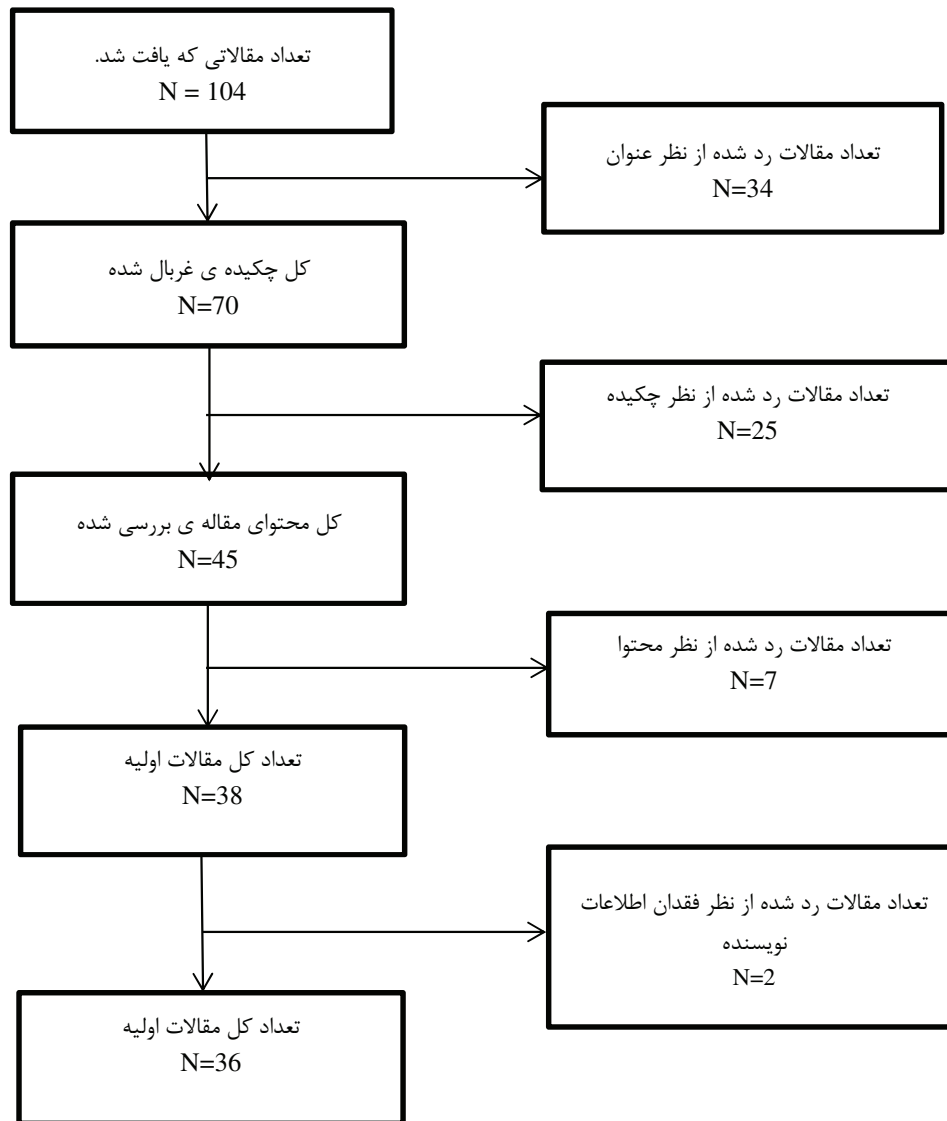 تعداد مقالاتی که یافت شد.
N = 104
تعداد مقالات رد شده از نظر عنوان
N=34
کل چکیده ی غربال شده
N=70
تعداد مقالات رد شده از نظر چکیده
N=25
کل محتوای مقاله ی بررسی شده
N=45
تعداد مقالات رد شده از نظر محتوا
N=7
تعداد کل مقالات اولیه
N=38
تعداد مقالات رد شده از نظر فقدان اطلاعات
نویسنده
N=2
تعداد کل مقالات اولیه
N=36